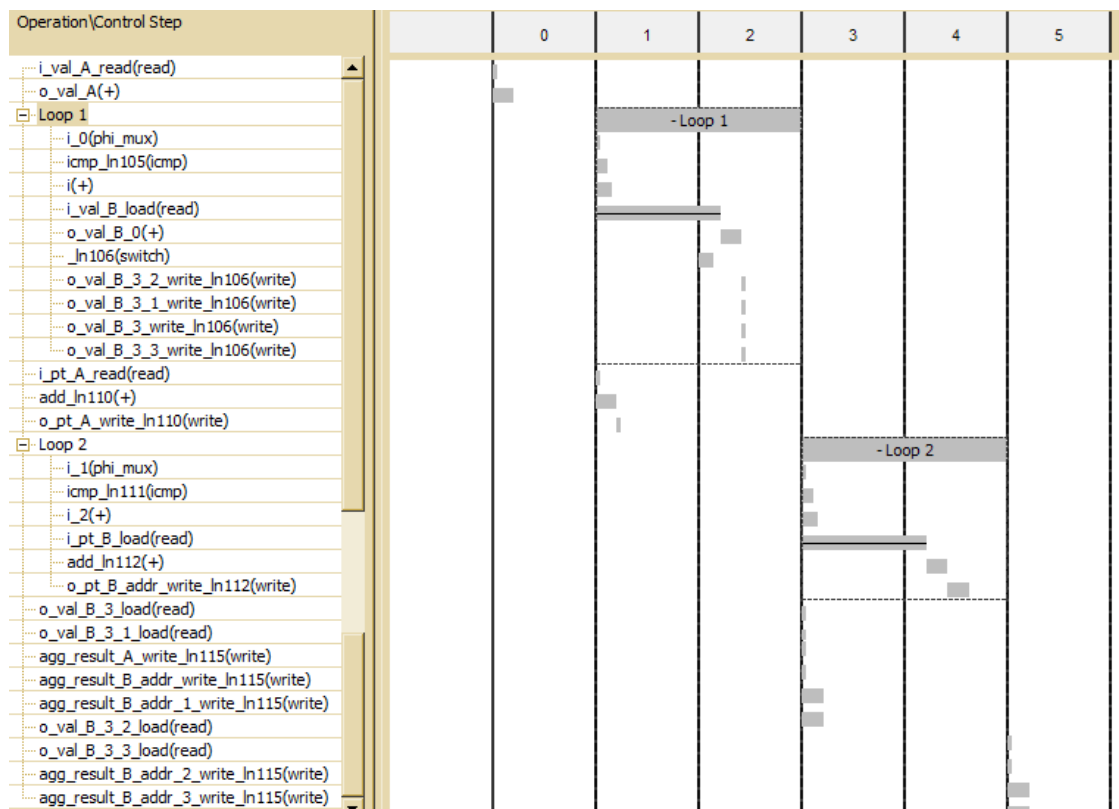 Operation\Control Step
0 1 2 3 4 5
i_val_A_read(read)
o_val_A(+)
Loop 1
- Loop 1
i_0(phi_mux)
icmp_ln105(icmp)
i(+)
i_val_B_load(read)
o_val_B_0(+)
_ln106(switch)
o_val_B_3_2_write_ln106(write)
o_val_B_3_1_write_ln106(write)
o_val_B_3_write_ln106(write)
o_val_B_3_3_write_ln106(write)
i_pt_A_read(read)
add_ln110(+)
o_pt_A_write_ln110(write)
Loop 2
- Loop 2
i_1(phi_mux)
icmp_ln111(icmp)
i_2(+)
i_pt_B_load(read)
add_ln112(+)
o_pt_B_addr_write_ln112(write)
o_val_B_3_load(read)
o_val_B_3_1_load(read)
agg_result_A_write_ln115(write)
agg_result_B_addr_write_ln115(write)
agg_result_B_addr_1_write_ln115(write)
o_val_B_3_2_load(read)
o_val_B_3_3_load(read)
agg_result_B_addr_2_write_ln115(write)
agg_result_B_addr_3_write_ln115(write)